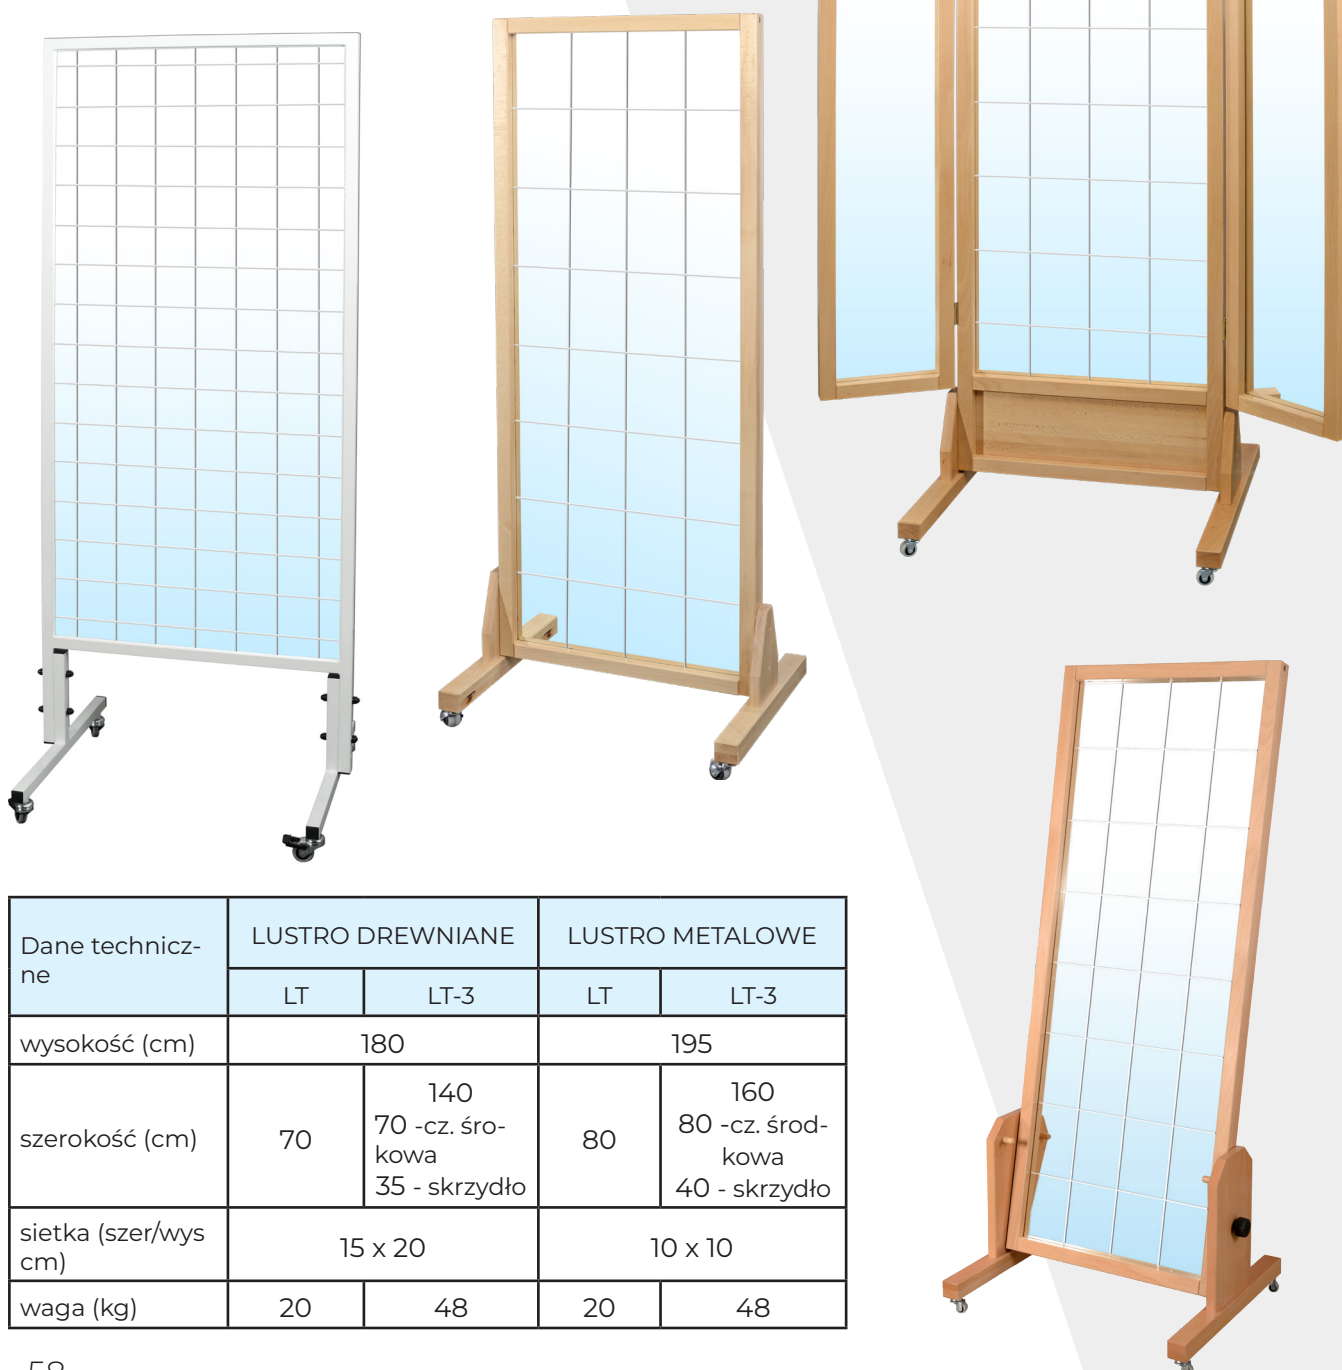 Dane technicz-
ne
LUSTRO DREWNIANE
LUSTRO METALOWE
LT
LT-3
LT
LT-3
wysokość (cm)
180
195
szerokość (cm)
70
140
70 -cz. śro-
kowa
35 - skrzydło
80
160
80 -cz. środ-
kowa
40 - skrzydło
sietka (szer/wys
cm)
15 x 20
10 x 10
waga (kg)
20
48
20
48
58